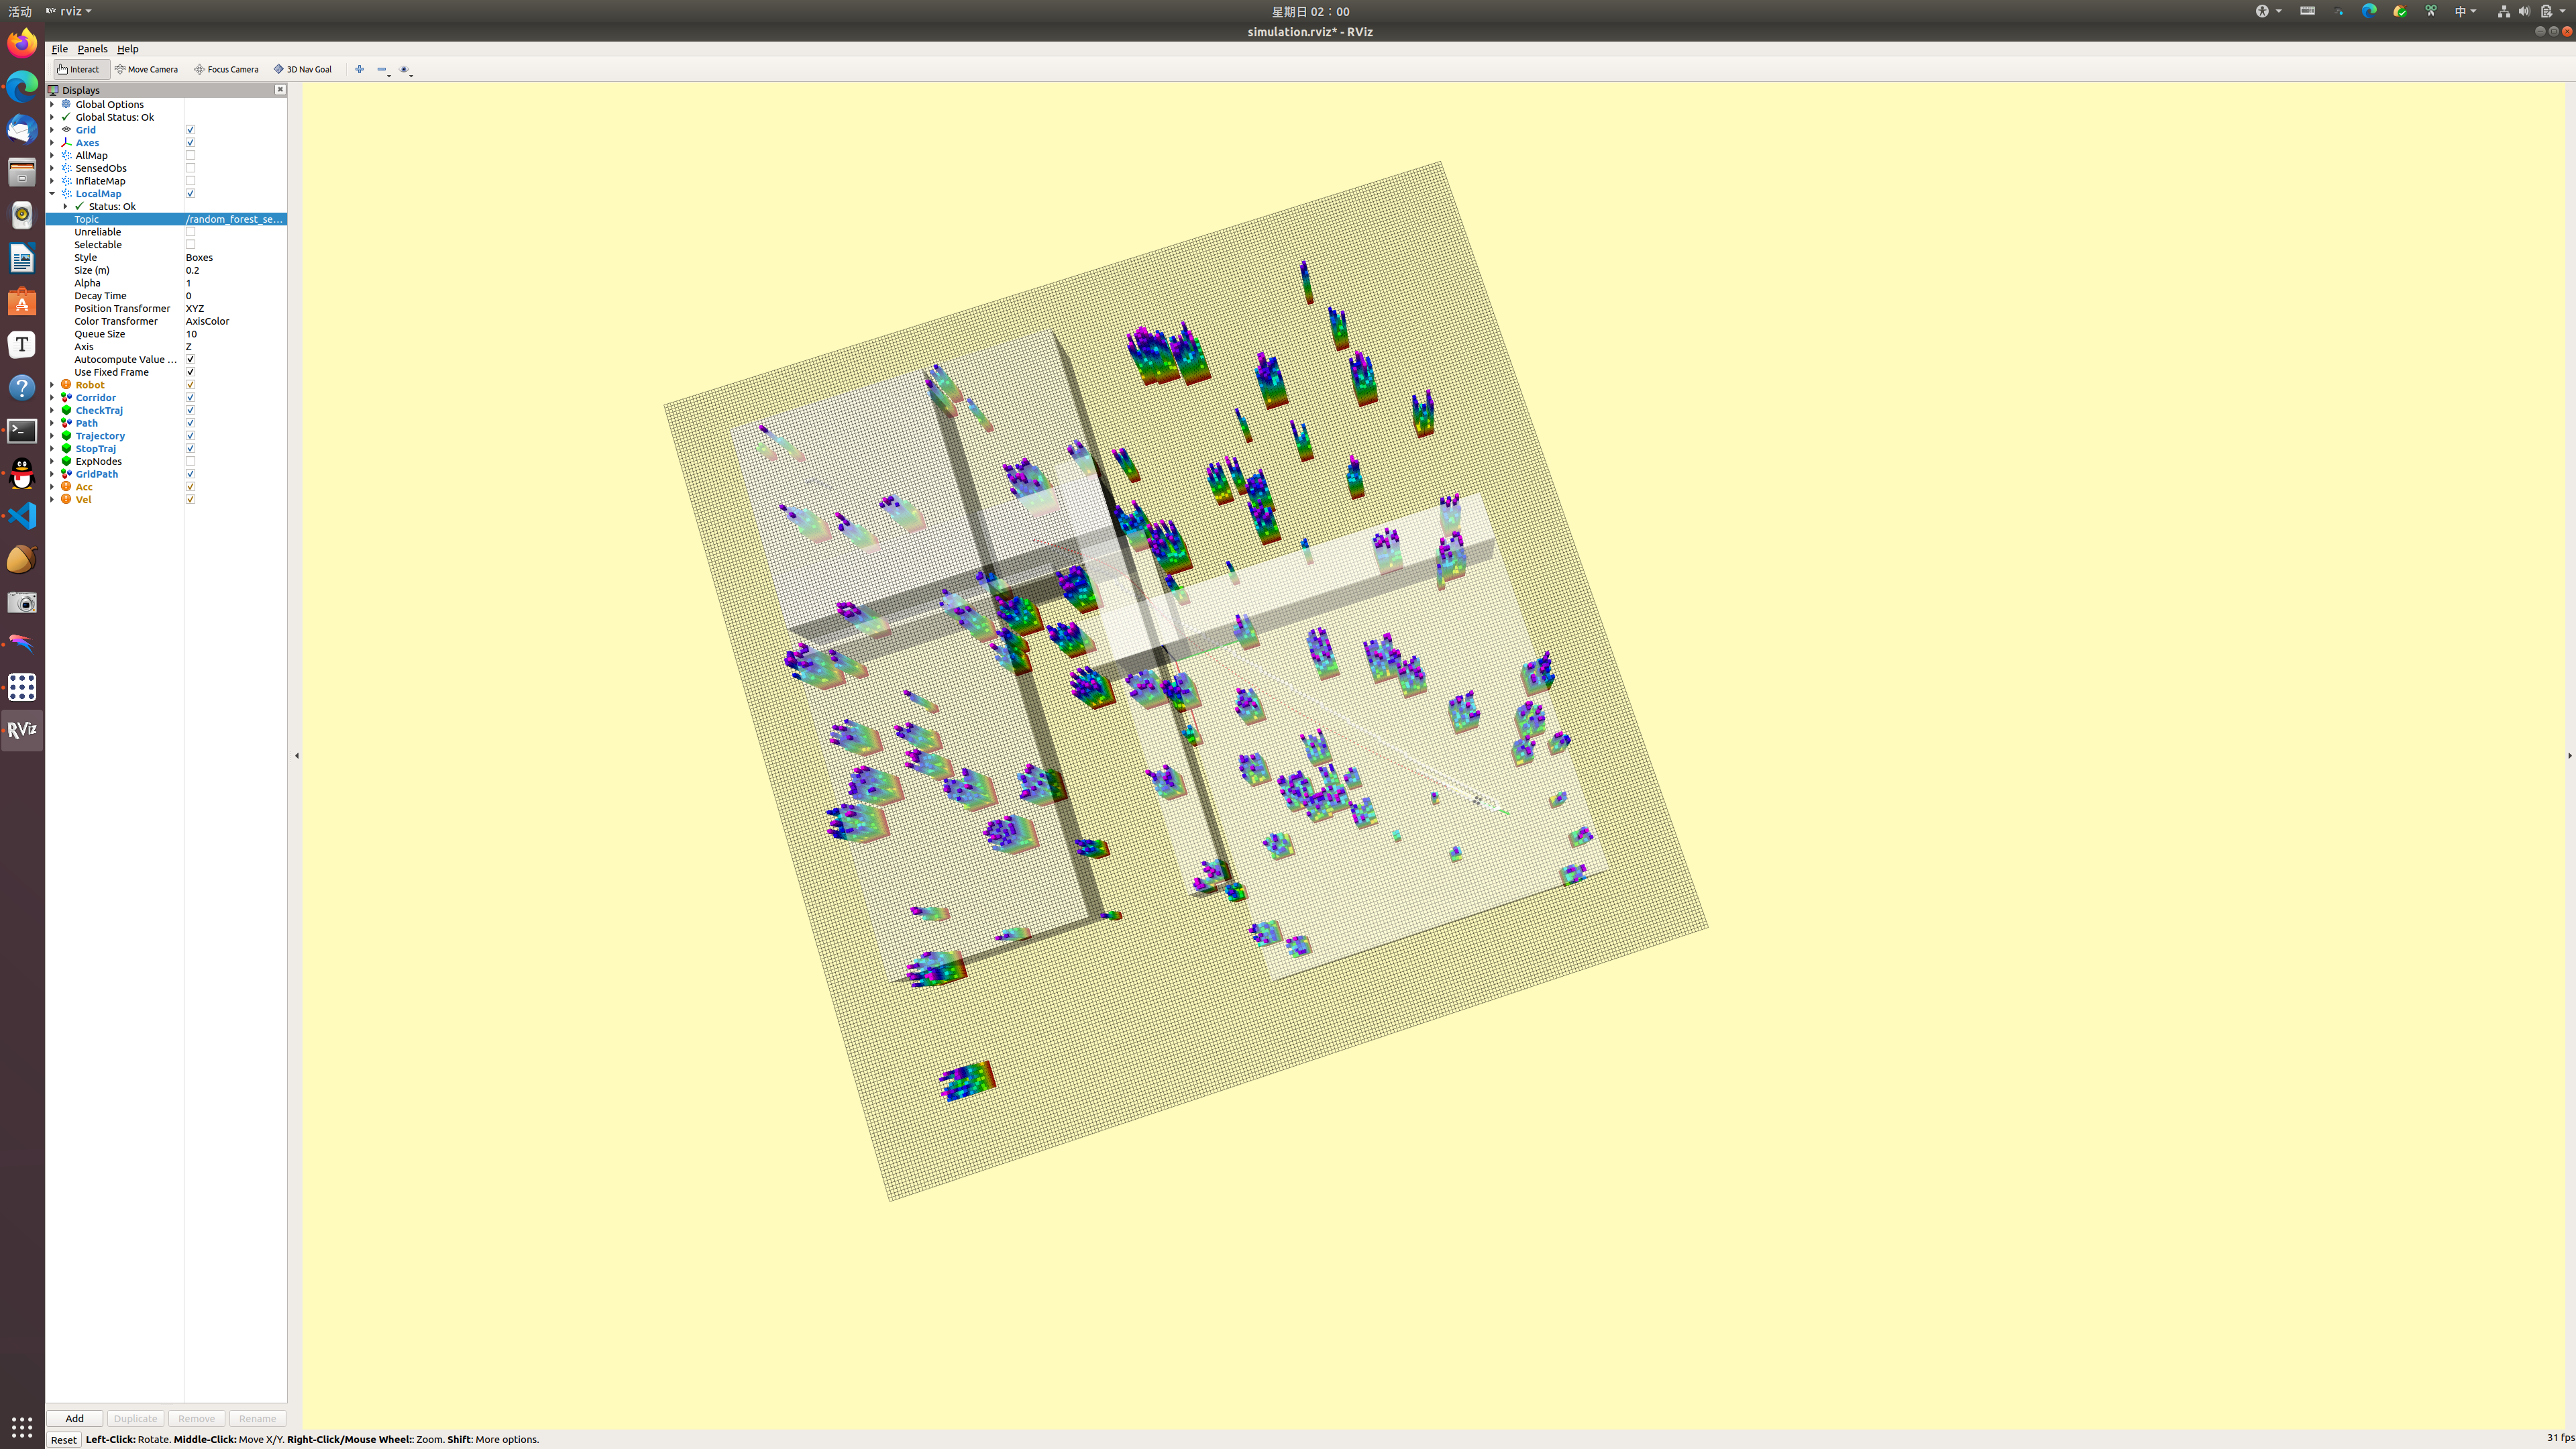 活动 rviz 星期日 02：00 中
simulation.rviz* - RViz
File Panels Help
Interact Move Camera Focus Camera 3D Nav Goal
Displays
Global Options
Global Status: Ok
Grid
Axes
AllMap
SensedObs
InflateMap
LocalMap
Status: Ok
Topic /random_forest_se...
Unreliable
Selectable
Style Boxes
Size (m) 0.2
Alpha 1
Decay Time 0
Position Transformer XYZ
Color Transformer AxisColor
Queue Size 10
Axis Z
Autocompute Value ...
Use Fixed Frame
Robot
Corridor
CheckTraj
Path
Trajectory
StopTraj
ExpNodes
GridPath
Acc
Vel
RViz
Add Duplicate Remove Rename
Reset Left-Click: Rotate. Middle-Click: Move X/Y. Right-Click/Mouse Wheel:: Zoom. Shift: More options. 31 fps